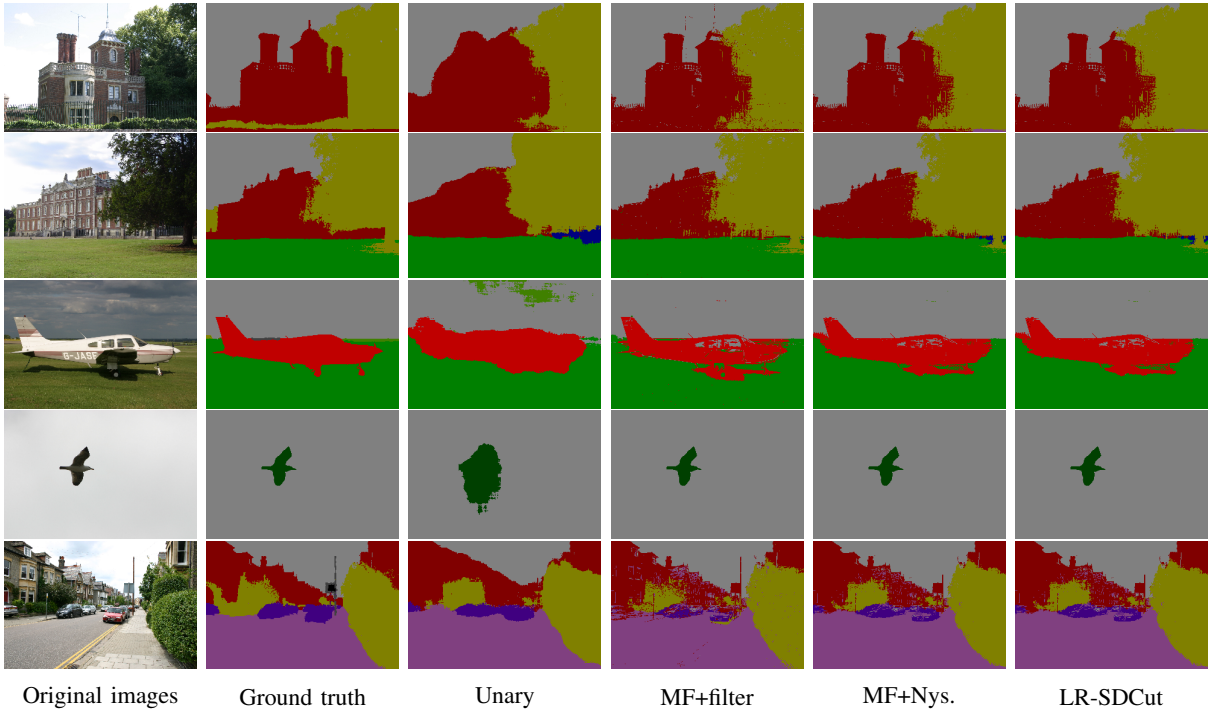 G-JASE
Original images
Ground truth
Unary
MF+filter
MF+Nys.
LR-SDCut